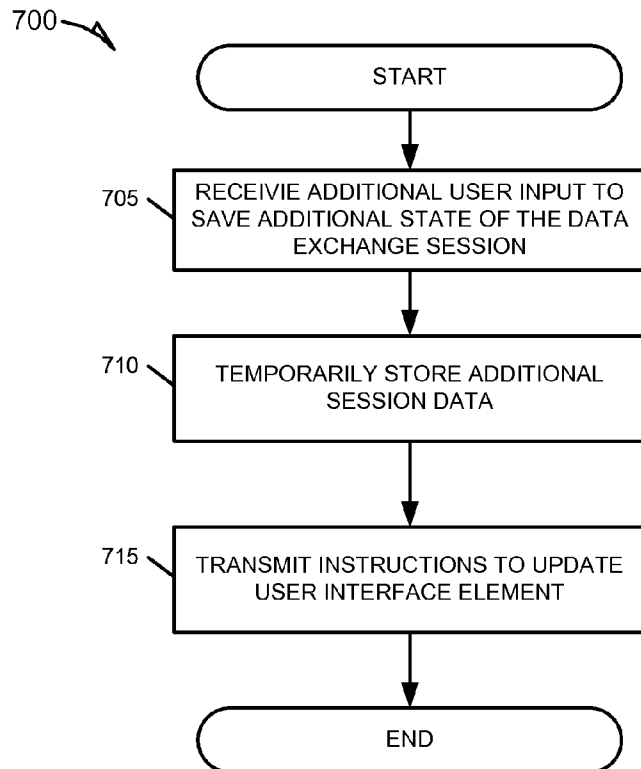 700
START
705
RECEIVIE ADDITIONAL USER INPUT TO
SAVE ADDITIONAL STATE OF THE DATA
EXCHANGE SESSION
710
TEMPORARILY STORE ADDITIONAL
SESSION DATA
715
TRANSMIT INSTRUCTIONS TO UPDATE
USER INTERFACE ELEMENT
END